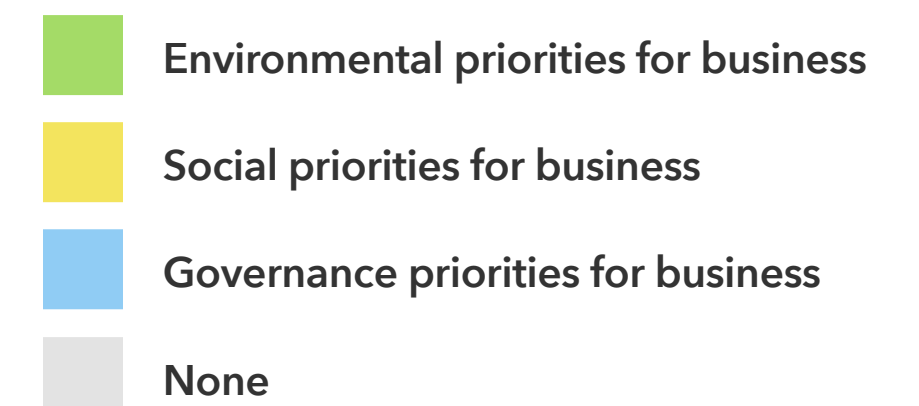 Environmental priorities for business
Social priorities for business
Governance priorities for business
None